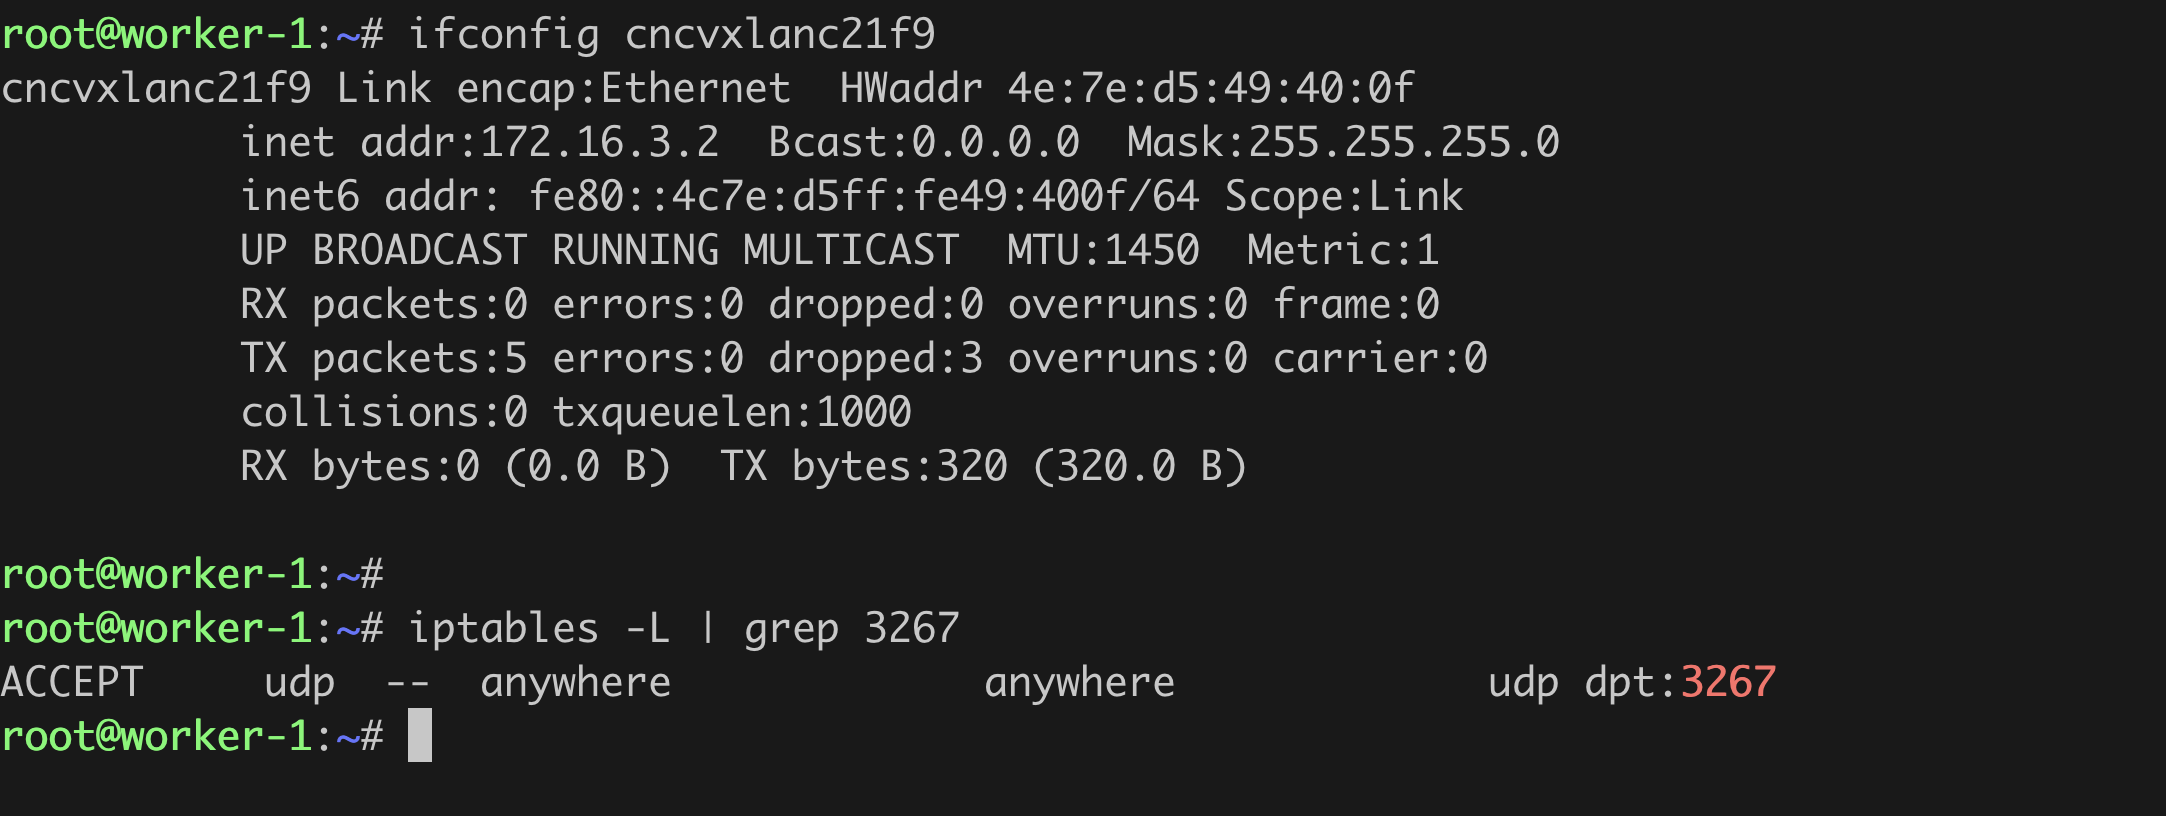 root@worker-1:~# ifconfig cncvxlanc21f9
cncvxlanc21f9 Link encap:Ethernet  HWaddr 4e:7e:d5:49:40:0f
          inet addr:172.16.3.2  Bcast:0.0.0.0  Mask:255.255.255.0
          inet6 addr: fe80::4c7e:d5ff:fe49:400f/64 Scope:Link
          UP BROADCAST RUNNING MULTICAST  MTU:1450  Metric:1
          RX packets:0 errors:0 dropped:0 overruns:0 frame:0
          TX packets:5 errors:0 dropped:3 overruns:0 carrier:0
          collisions:0 txqueuelen:1000
          RX bytes:0 (0.0 B)  TX bytes:320 (320.0 B)
root@worker-1:~#
root@worker-1:~# iptables -L | grep 3267
ACCEPT     udp  --  anywhere             anywhere             udp dpt:3267
root@worker-1:~#